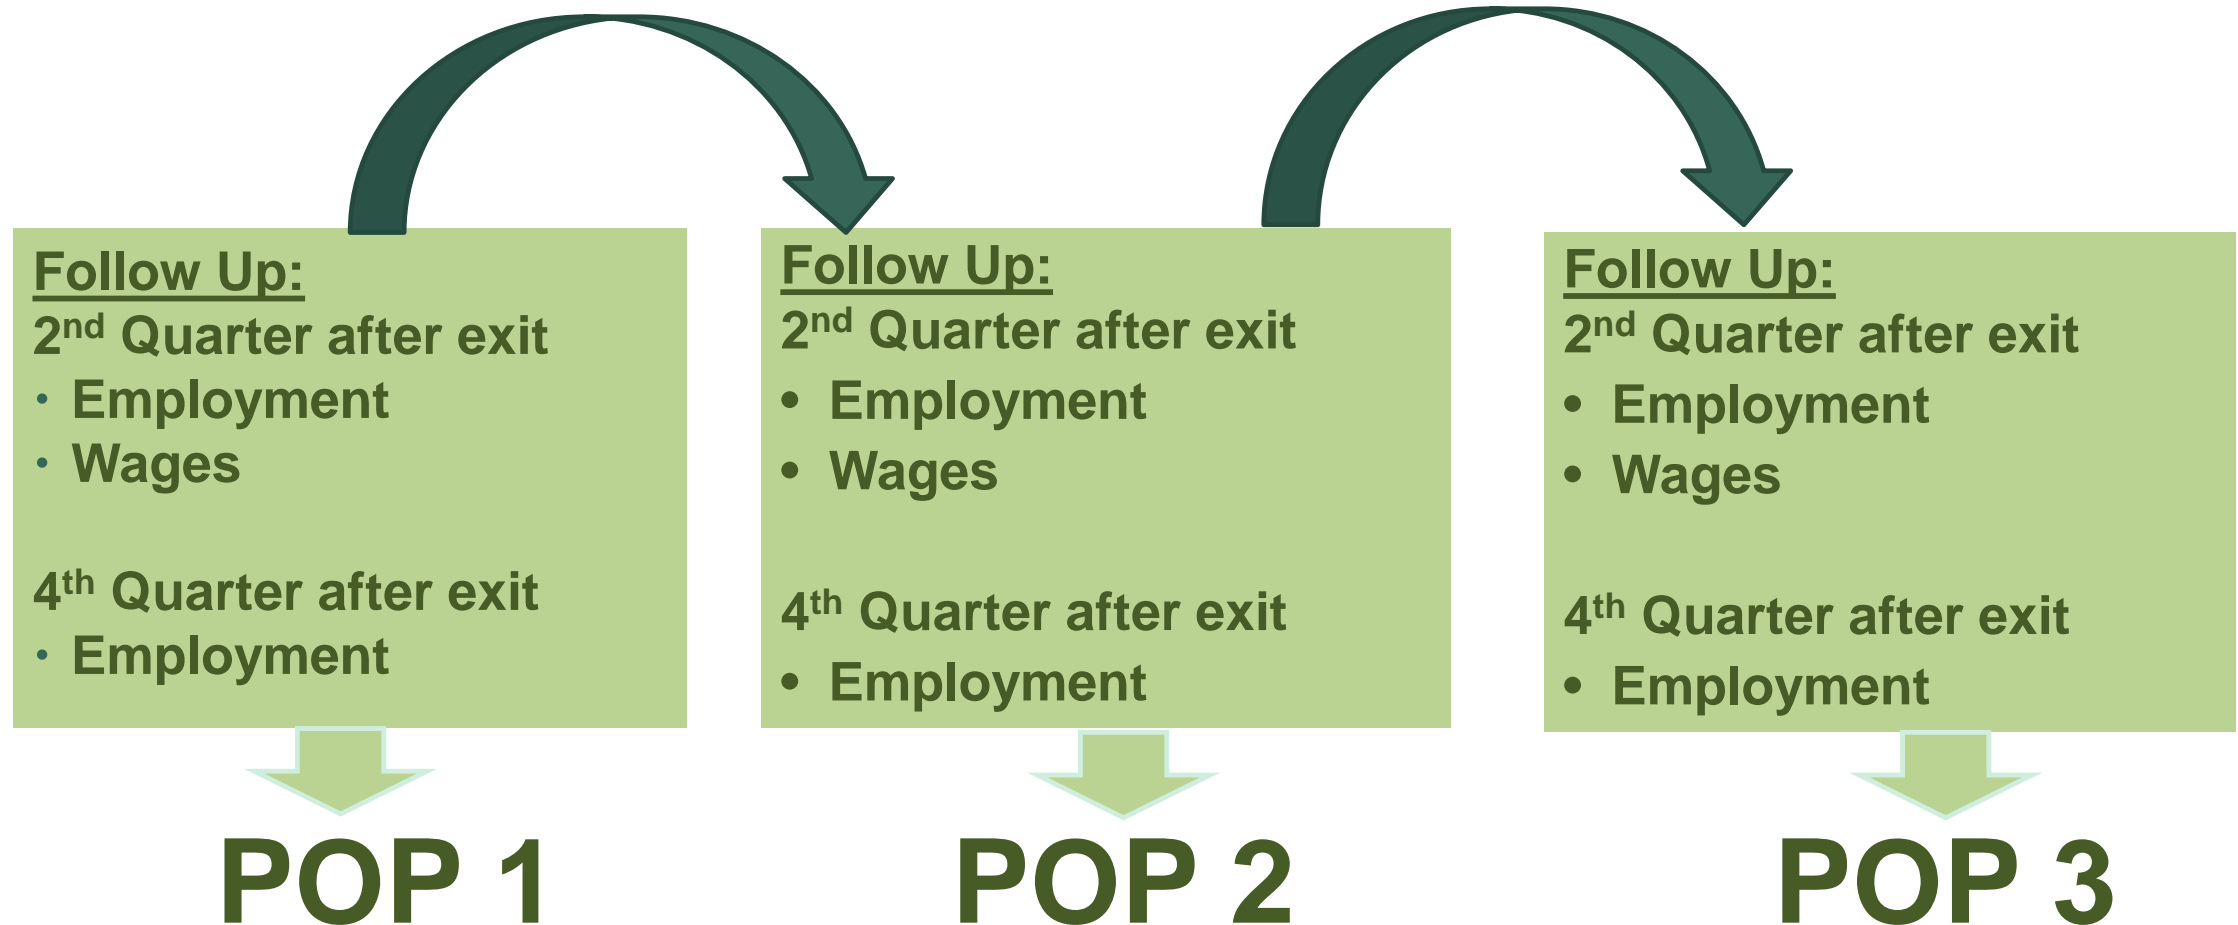 Follow Up:
2nd Quarter after exit
· Employment
· Wages
4th Quarter after exit
· Employment
POP 1
Follow Up:
2nd Quarter after exit
• Employment
• Wages
4th Quarter after exit
• Employment
POP 2
Follow Up:
2nd Quarter after exit
• Employment
• Wages
4th Quarter after exit
• Employment
POP 3